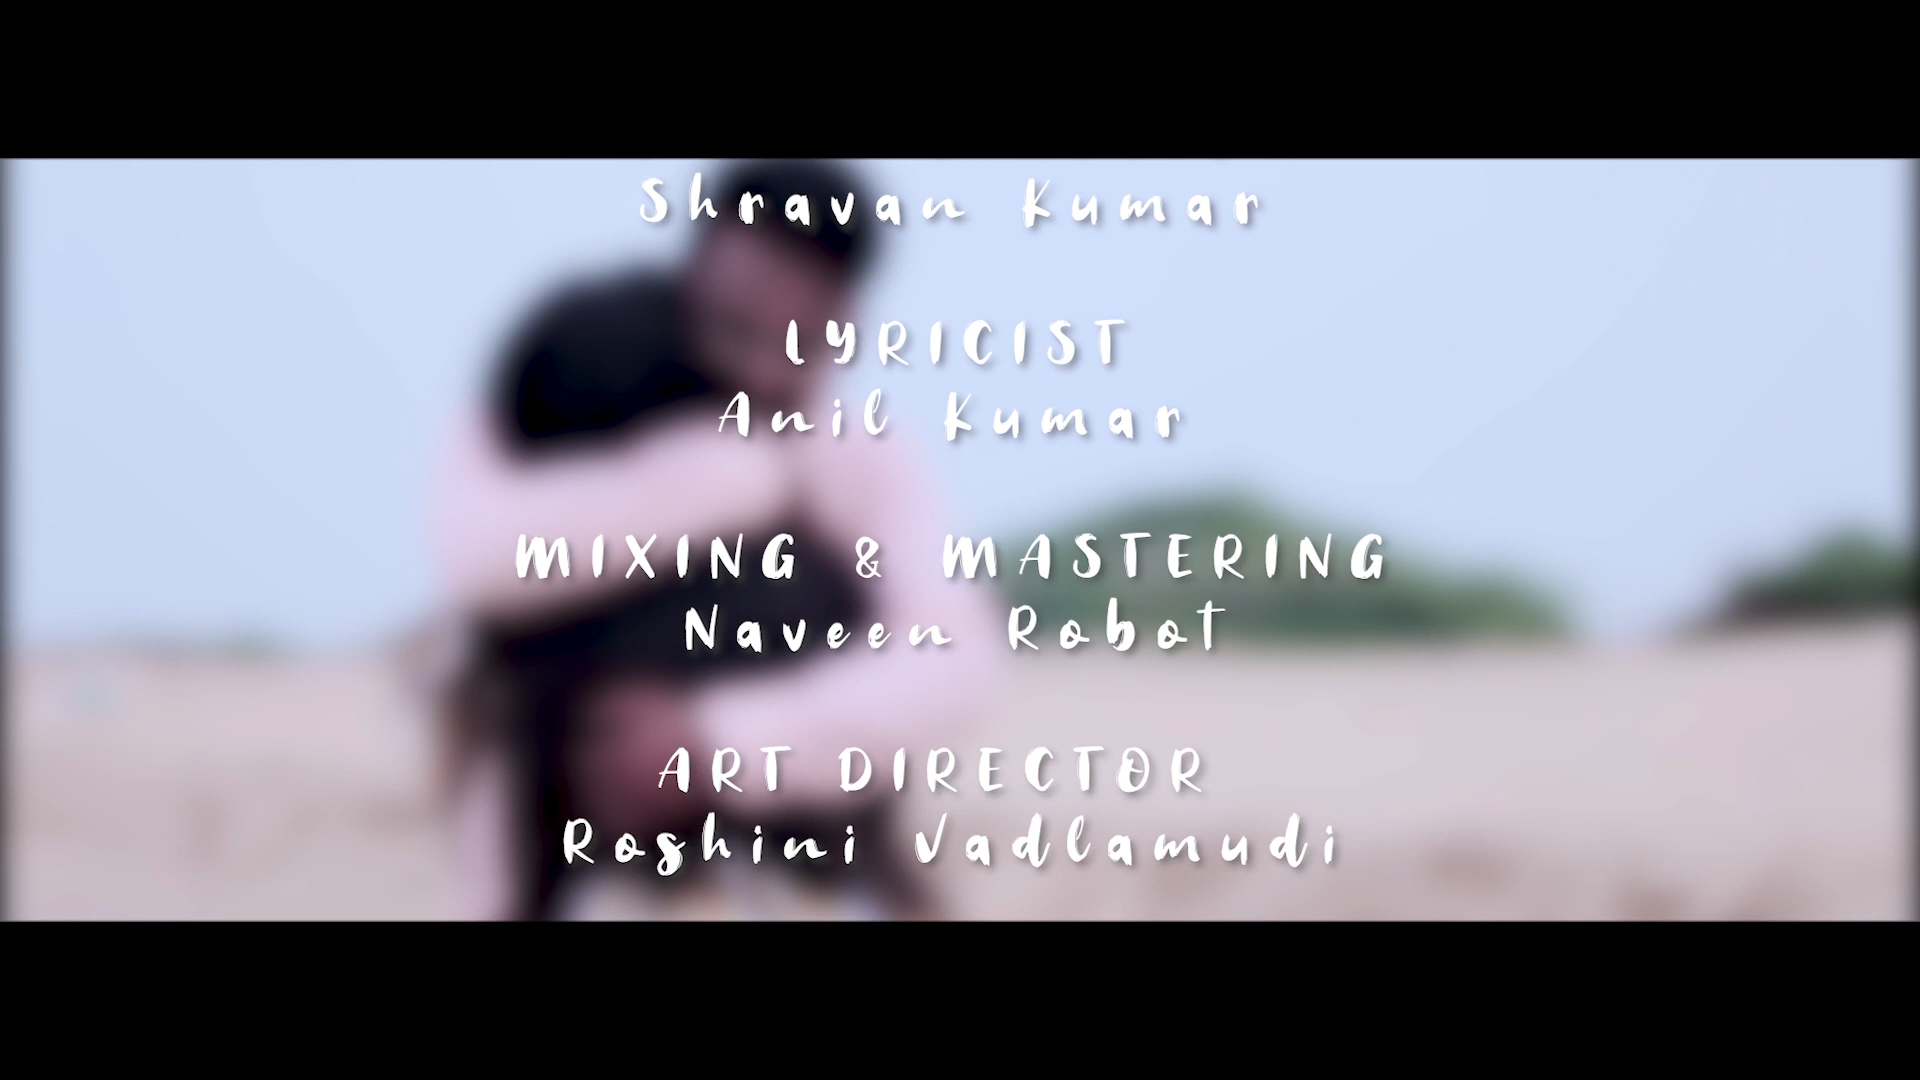 Shravan Kumar
LYRICIST
Anil Kumar
MIXING & MASTERING
Naveen Robot
ART DIRECTOR
Roshini Vadlamudi